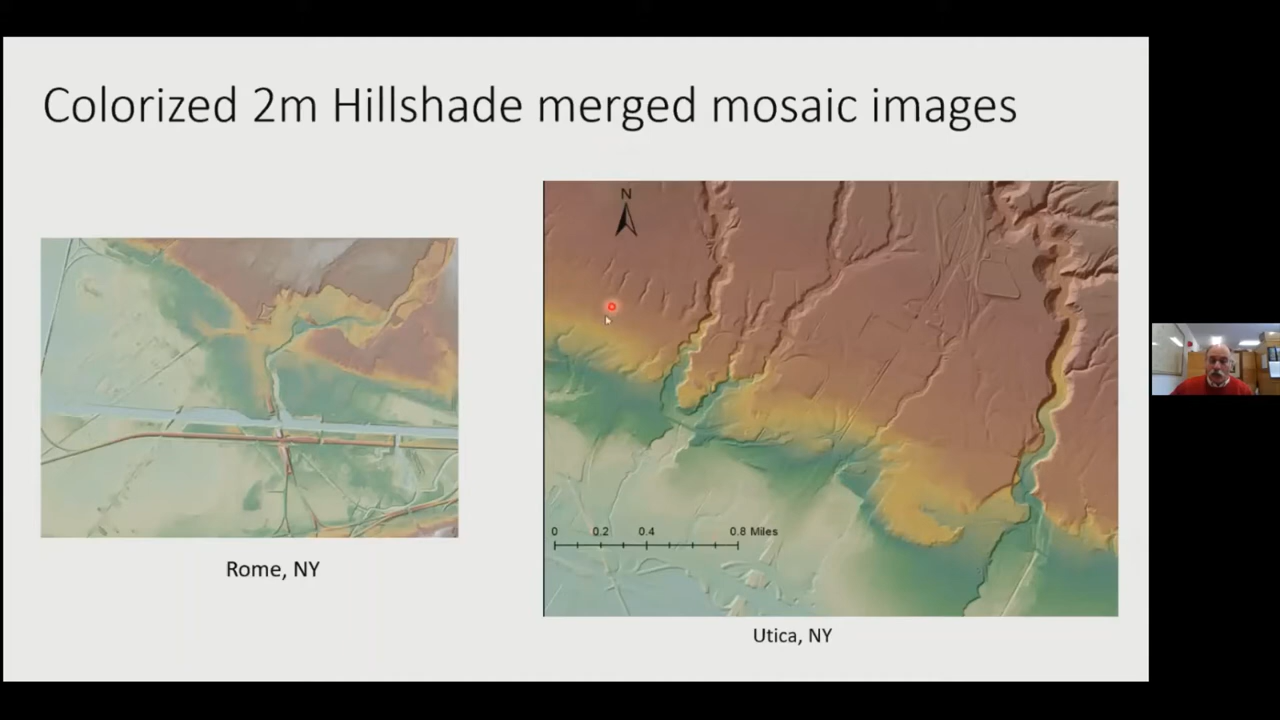 Colorized 2m Hillshade merged mosaic images
N
0 0.2 0.4 0.8 Miles
Rome, NY
Utica, NY